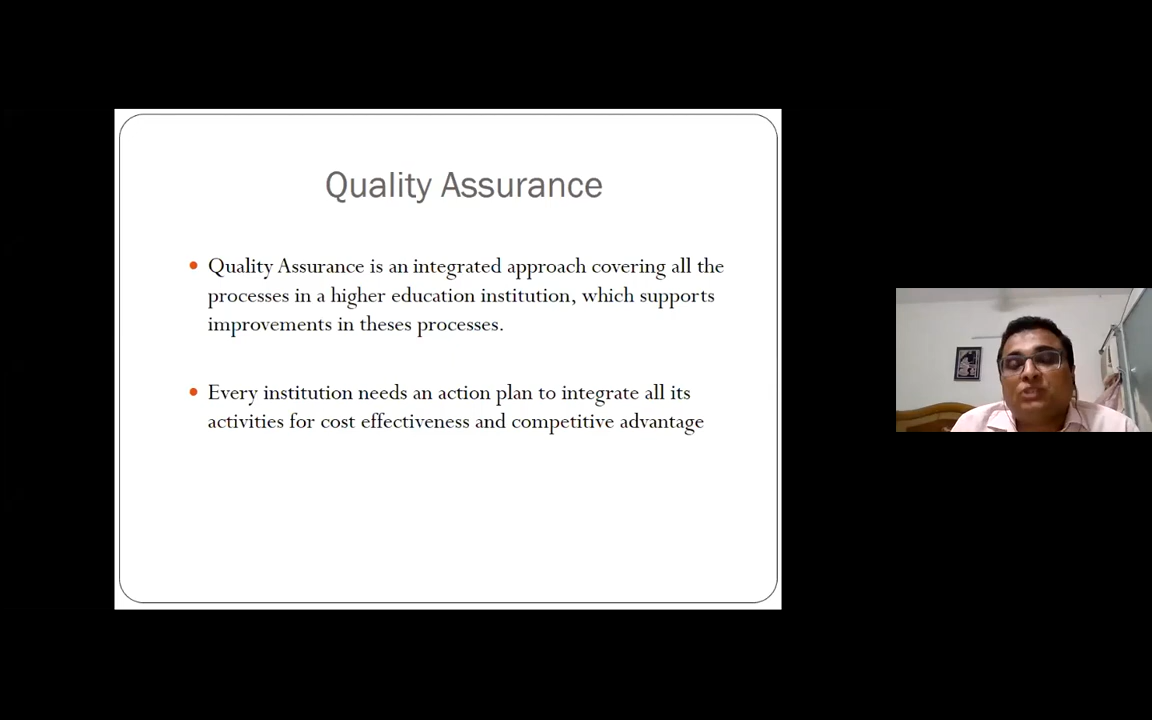 Quality Assurance
Quality Assurance is an integrated approach covering all the
processes in a higher education institution, which supports
improvements in theses processes.
Every institution needs an action plan to integrate all its
activities for cost effectiveness and competitive advantage